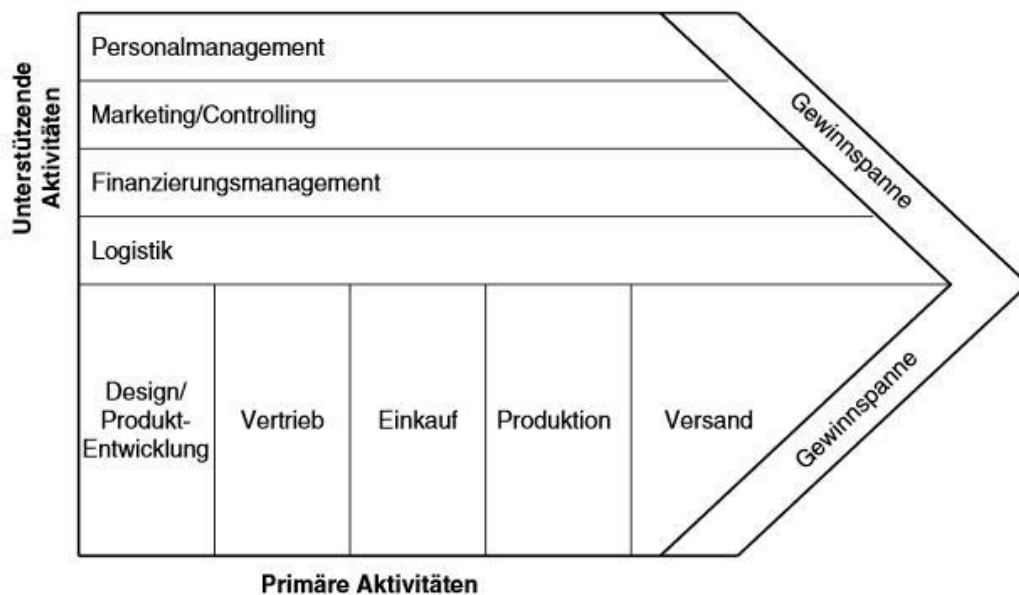 Unterstützende
Aktivitäten
Personalmanagement
Marketing/Controlling
Finanzierungsmanagement
Logistik
Gewinnspanne
Design/
Produkt-
Entwicklung
Vertrieb
Einkauf
Produktion
Versand
Gewinnspanne
Primäre Aktivitäten